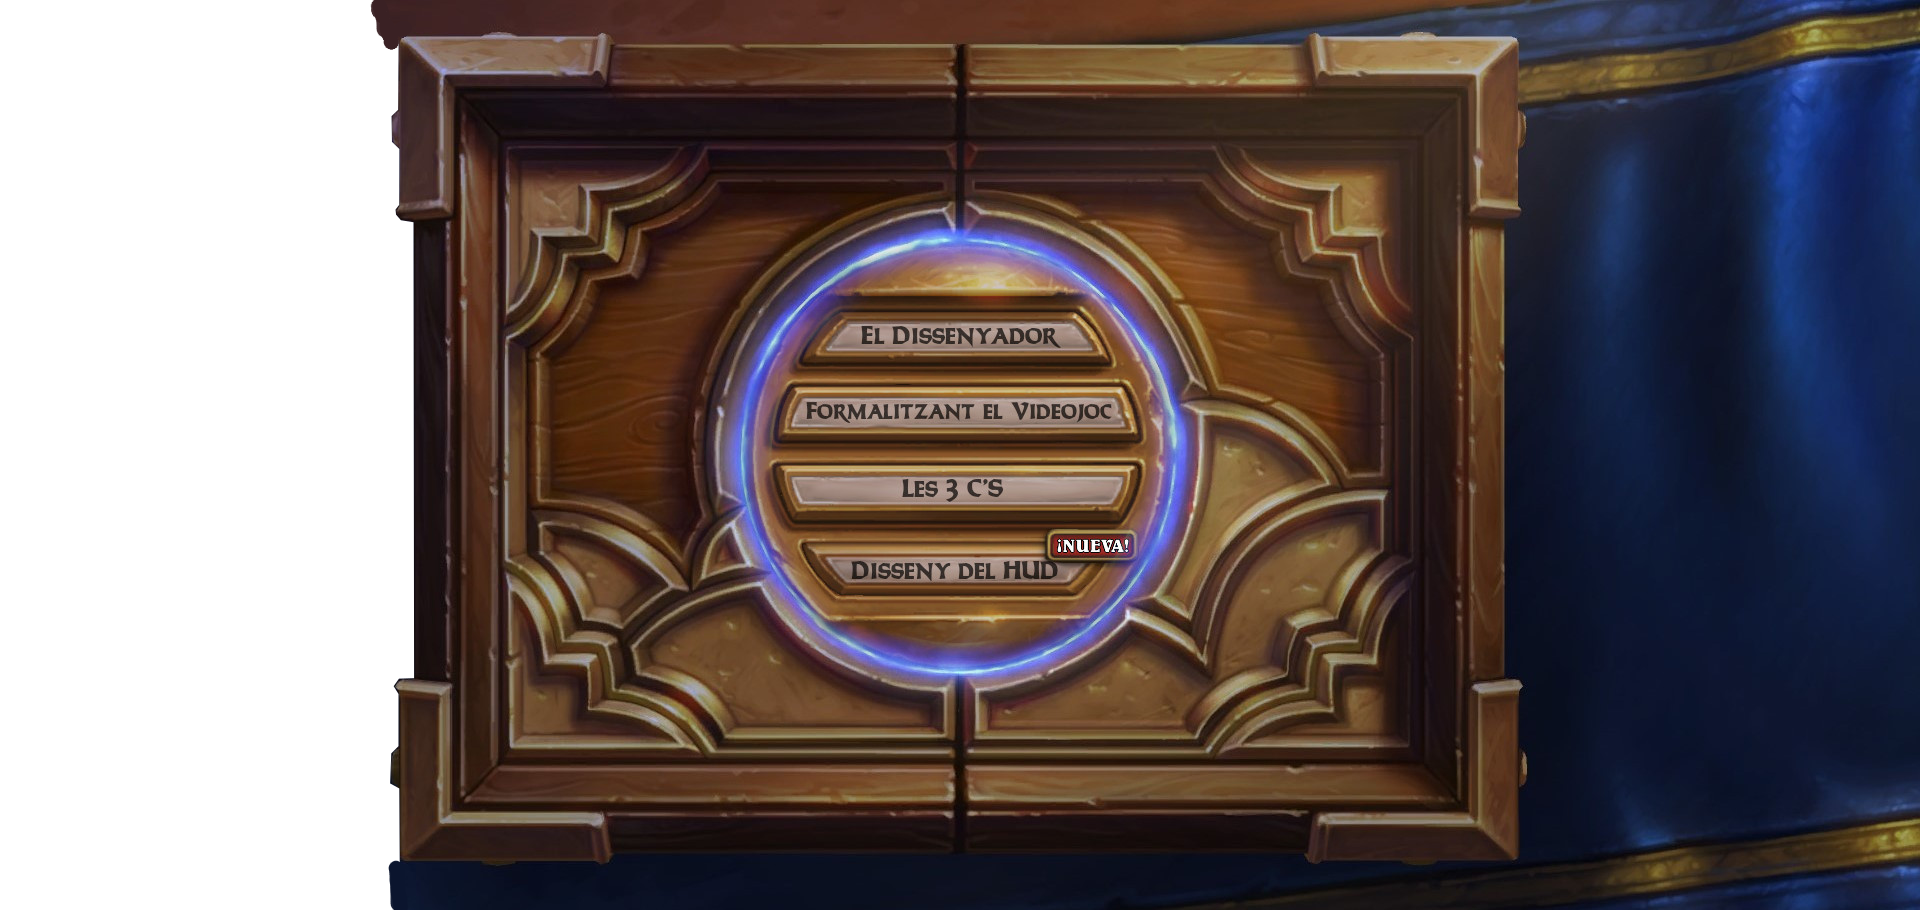 El Dissenyador
Formalitzant el Videojoc
Les 3 C's
¡NUEVA!
Disseny del HUD